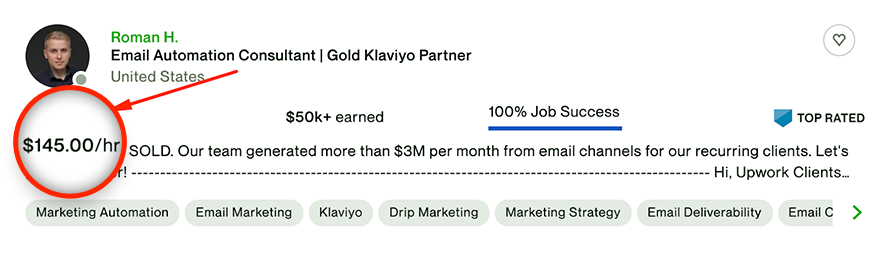 Roman H.
Email Automation Consultant | Gold Klaviyo Partner
United States
$145.00/hr
$50k+ earned
100% Job Success
TOP RATED
SOLD. Our team generated more than $3M per month from email channels for our recurring clients. Let's
! ---------------------------------------------------------------------------------------------------- Hi, Upwork Clients…
Marketing Automation
Email Marketing
Klaviyo
Drip Marketing
Marketing Strategy
Email Deliverability
Email C